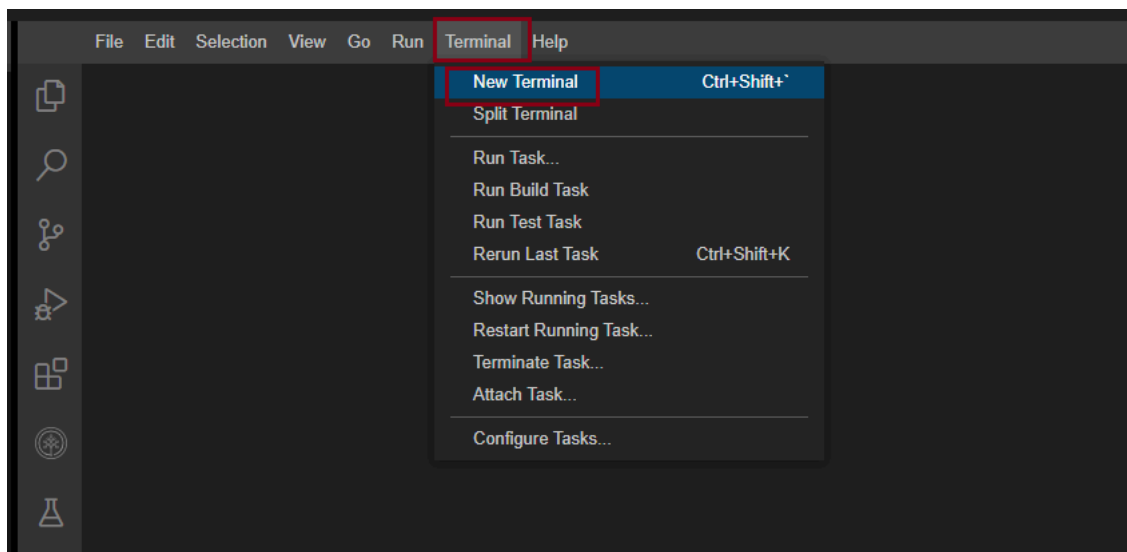 File Edit Selection View Go Run Terminal Help
New Terminal Ctrl+Shift+`
Split Terminal
Run Task...
Run Build Task
Run Test Task
Rerun Last Task Ctrl+Shift+K
Show Running Tasks...
Restart Running Task...
Terminate Task...
Attach Task...
Configure Tasks...